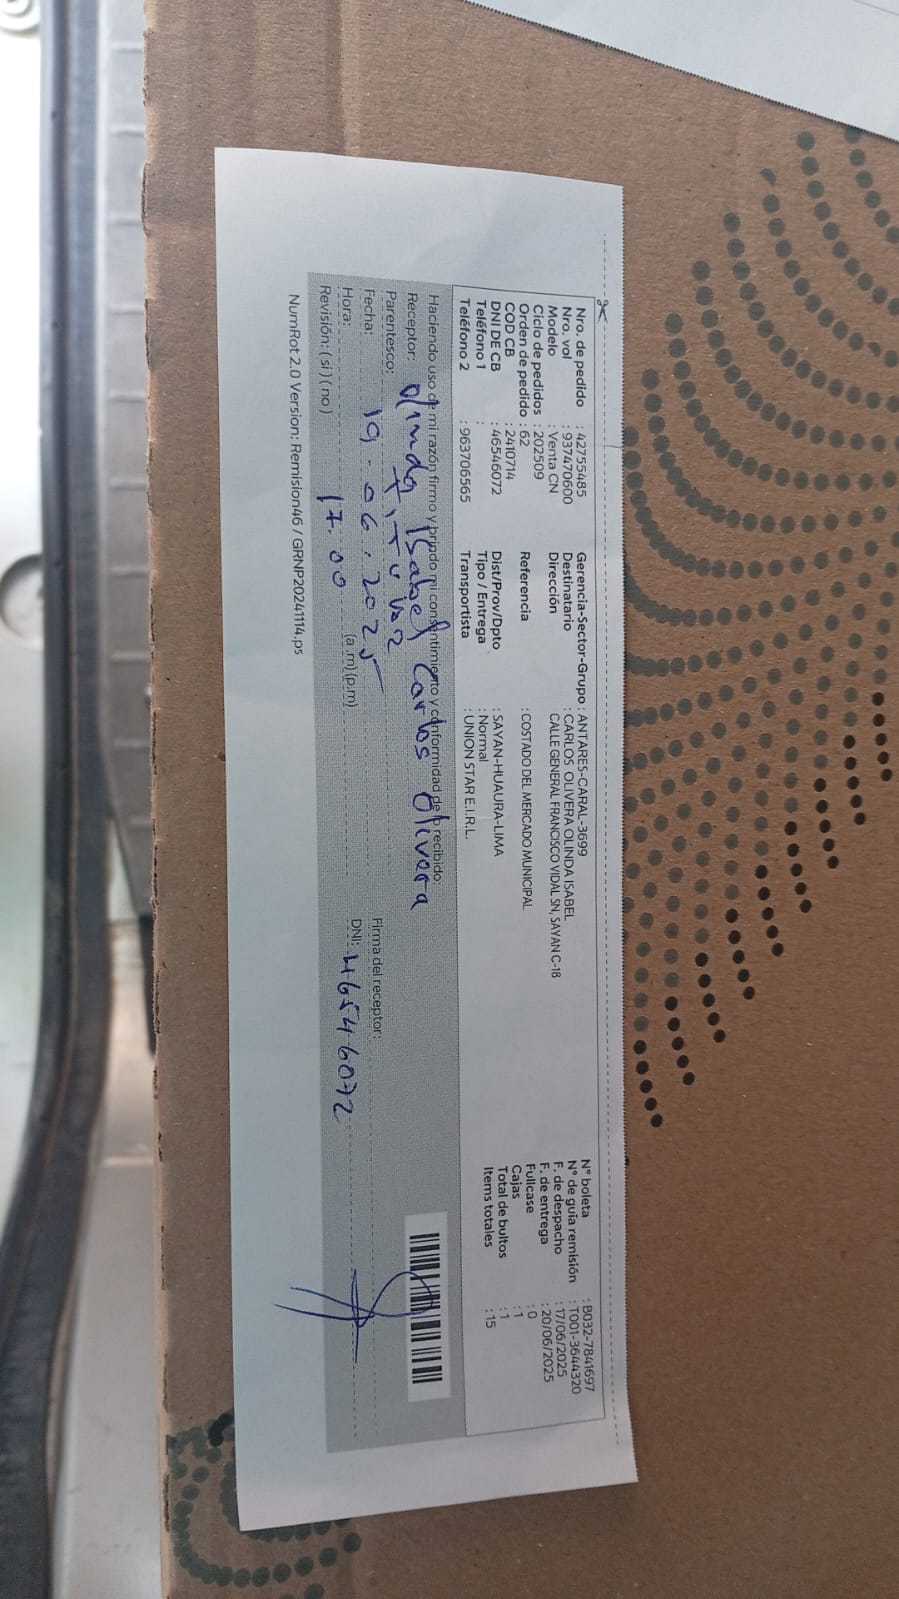 Nro. de pedido : 42755485
Nro. vol : 937470600
Modelo : Venta CN
Ciclo de pedidos : 202509
Orden de pedido : 62
COD CB : 2410714
DNI DE CB : 46546072
Teléfono 1 :
Teléfono 2 : 963706565
Gerencia-Sector-Grupo : ANTARES-CARAL-3699
Destinatario : CARLOS OLIVERA OLINDA ISABEL
Dirección CALLE GENERAL FRANCISCO VIDAL SN, SAYAN C-18
Referencia : COSTADO DEL MERCADO MUNICIPAL
Dist/Prov/Dpto : SAYAN-HUAURA-LIMA
Tipo / Entrega : Normal
Transportista : UNION STAR E.I.R.L.
N° boleta : B032-7841697
N° de guia remisión : T001-3644320
F. de despacho : 17/06/2025
F. de entrega : 20/06/2025
Fullcase : 0
Cajas : 1
Total de bultos : 1
Items totales : 15
Haciendo uso de mi razón firmo y brindo mi consentimiento y conformidad de lo recibido:
Receptor: Olinda Isabel Carlos Olivera
Parentesco: Titular
Fecha: 19-06-2025
Hora: 17:00 (a.m) (p.m)
Revisión: ( si ) ( no )
Firma del receptor:
DNI: 46546072
NumRot 2.0 Version: Remision46 / GRNP20241114.ps